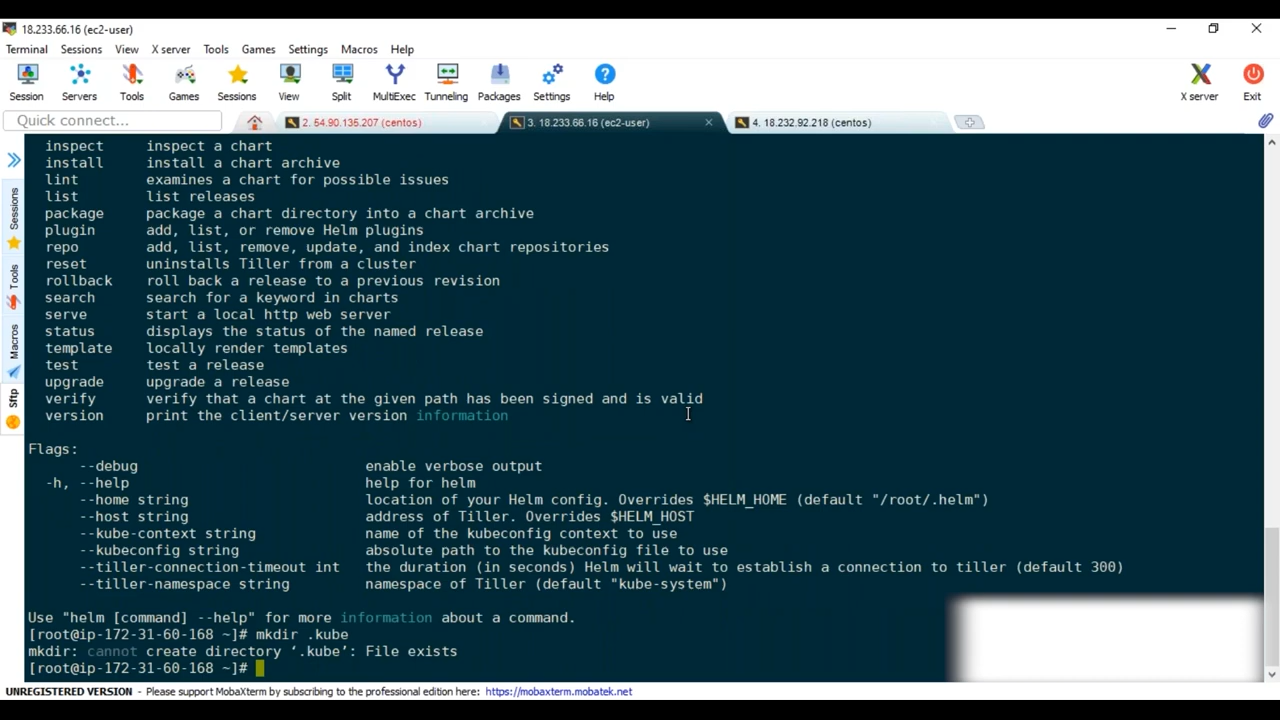 18.233.66.16 (ec2-user)
Terminal Sessions View X server Tools Games Settings Macros Help
Session Servers Tools Games Sessions View Split MultiExec Tunneling Packages Settings Help X server Exit
Quick connect... 2. 54.90.135.207 (centos) 3. 18.233.66.16 (ec2-user) 4. 18.232.92.218 (centos)
Sessions
Tools
Macros
Sftp
inspect inspect a chart
install install a chart archive
lint examines a chart for possible issues
list list releases
package package a chart directory into a chart archive
plugin add, list, or remove Helm plugins
repo add, list, remove, update, and index chart repositories
reset uninstalls Tiller from a cluster
rollback roll back a release to a previous revision
search search for a keyword in charts
serve start a local http web server
status displays the status of the named release
template locally render templates
test test a release
upgrade upgrade a release
verify verify that a chart at the given path has been signed and is valid
version print the client/server version information
Flags:
--debug enable verbose output
-h, --help help for helm
--home string location of your Helm config. Overrides $HELM_HOME (default "/root/.helm")
--host string address of Tiller. Overrides $HELM_HOST
--kube-context string name of the kubeconfig context to use
--kubeconfig string absolute path to the kubeconfig file to use
--tiller-connection-timeout int the duration (in seconds) Helm will wait to establish a connection to tiller (default 300)
--tiller-namespace string namespace of Tiller (default "kube-system")
Use "helm [command] --help" for more information about a command.
[root@ip-172-31-60-168 ~]# mkdir .kube
mkdir: cannot create directory ‘.kube’: File exists
[root@ip-172-31-60-168 ~]#
UNREGISTERED VERSION - Please support MobaXterm by subscribing to the professional edition here: https://mobaxterm.mobatek.net